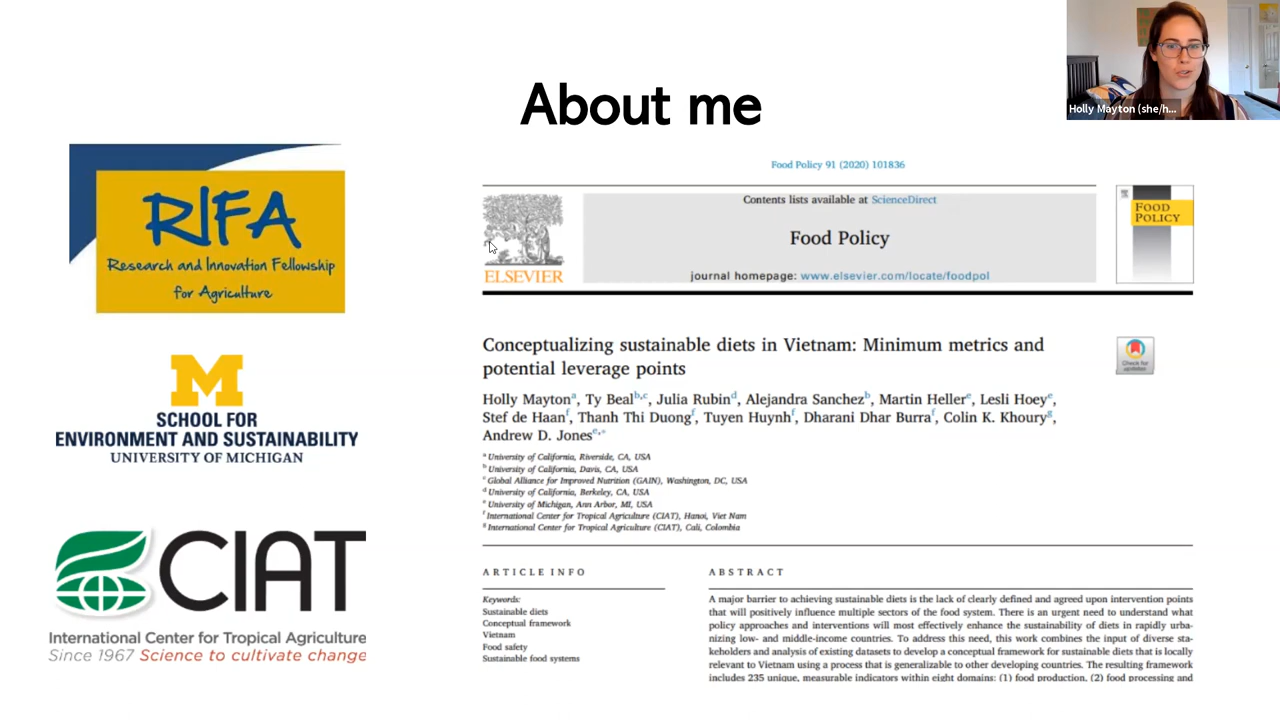 Holly Mayton (she/h...
About me
RIFA
Research and Innovation Fellowship
for Agriculture
M
SCHOOL FOR
ENVIRONMENT AND SUSTAINABILITY
UNIVERSITY OF MICHIGAN
CIAT
International Center for Tropical Agriculture
Since 1967 Science to cultivate change
Food Policy 91 (2020) 101836
Contents lists available at ScienceDirect
Food Policy
journal homepage: www.elsevier.com/locate/foodpol
ELSEVIER
FOOD
POLICY
Conceptualizing sustainable diets in Vietnam: Minimum metrics and
potential leverage points
Check for
updates
Holly Mayton^a, Ty Beal^b,c, Julia Rubin^d, Alejandra Sanchez^b, Martin Heller^e, Lesli Hoey^e,
Stef de Haan^f, Thanh Thi Duong^f, Tuyen Huynh^f, Dharani Dhar Burra^f, Colin K. Khoury^g,
Andrew D. Jones^e,*
^a University of California, Riverside, CA, USA
^b University of California, Davis, CA, USA
^c Global Alliance for Improved Nutrition (GAIN), Washington, DC, USA
^d University of California, Berkeley, CA, USA
^e University of Michigan, Ann Arbor, MI, USA
^f International Center for Tropical Agriculture (CIAT), Hanoi, Viet Nam
^g International Center for Tropical Agriculture (CIAT), Cali, Colombia
ARTICLE INFO
Keywords:
Sustainable diets
Conceptual framework
Vietnam
Food safety
Sustainable food systems
ABSTRACT
A major barrier to achieving sustainable diets is the lack of clearly defined and agreed upon intervention points
that will positively influence multiple sectors of the food system. There is an urgent need to understand what
policy approaches and interventions will most effectively enhance the sustainability of diets in rapidly urba-
nizing low- and middle-income countries. To address this need, this work combines the input of diverse sta-
keholders and analysis of existing datasets to develop a conceptual framework for sustainable diets that is locally
relevant to Vietnam using a process that is generalizable to other developing countries. The resulting framework
includes 235 unique, measurable indicators within eight domains: (1) food production, (2) food processing and